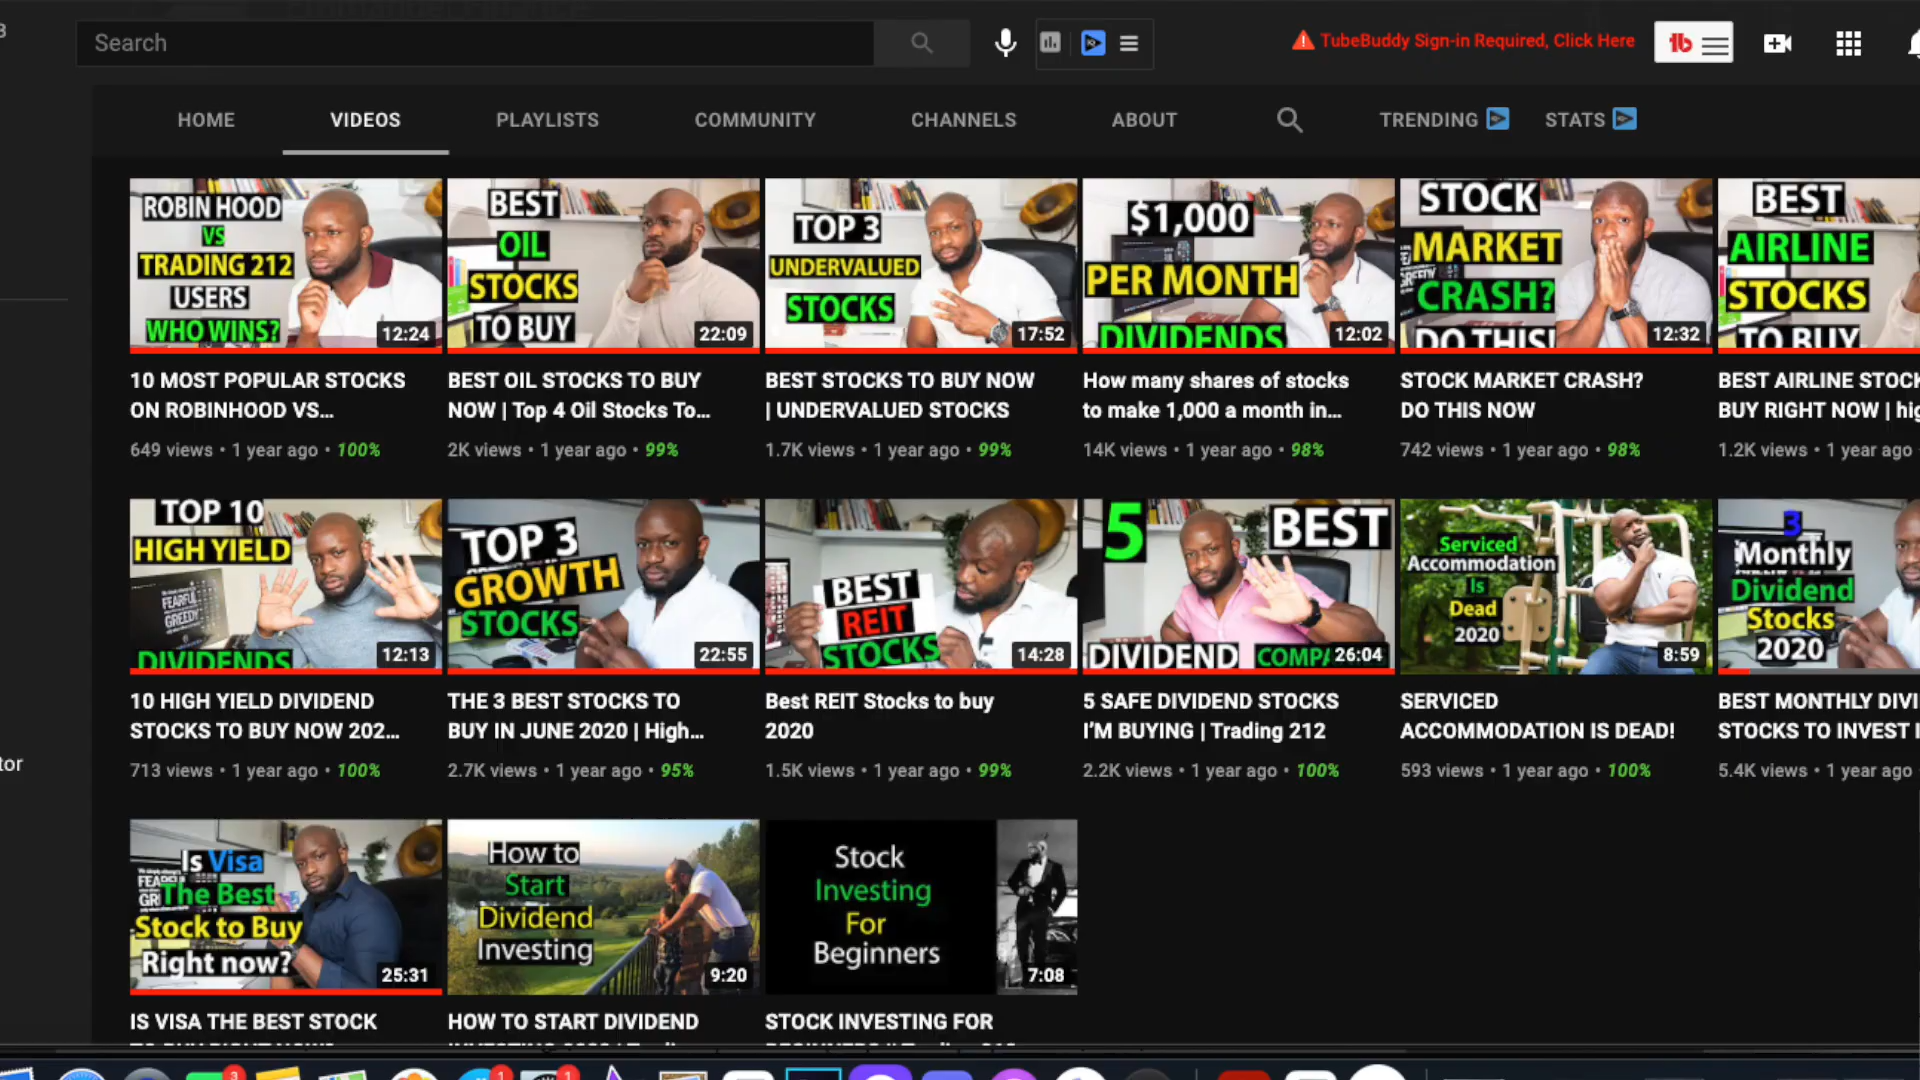 Search
TubeBuddy Sign-in Required, Click Here
HOME
VIDEOS
PLAYLISTS
COMMUNITY
CHANNELS
ABOUT
TRENDING
STATS
ROBIN HOOD
VS
TRADING 212
USERS
WHO WINS?
12:24
BEST
OIL
STOCKS
TO BUY
22:09
TOP 3
UNDERVALUED
STOCKS
17:52
$1,000
PER MONTH
DIVIDENDS
12:02
STOCK
MARKET
CRASH?
DO THIS!
12:32
BEST
AIRLINE
STOCKS
TO BUY
10 MOST POPULAR STOCKS
ON ROBINHOOD VS...
649 views • 1 year ago • 100%
BEST OIL STOCKS TO BUY
NOW | Top 4 Oil Stocks To...
2K views • 1 year ago • 99%
BEST STOCKS TO BUY NOW
| UNDERVALUED STOCKS
1.7K views • 1 year ago • 99%
How many shares of stocks
to make 1,000 a month in...
14K views • 1 year ago • 98%
STOCK MARKET CRASH?
DO THIS NOW
742 views • 1 year ago • 98%
BEST AIRLINE STOCK
BUY RIGHT NOW | hig
1.2K views • 1 year ago
TOP 10
HIGH YIELD
FEARFUL
GREEDY
DIVIDENDS
12:13
TOP 3
GROWTH
STOCKS
22:55
BEST
REIT
STOCKS
14:28
5 BEST
DIVIDEND COMPA
26:04
Serviced
Accommodation
Is
Dead
2020
8:59
3
Monthly
Dividend
Stocks
2020
10 HIGH YIELD DIVIDEND
STOCKS TO BUY NOW 202...
713 views • 1 year ago • 100%
THE 3 BEST STOCKS TO
BUY IN JUNE 2020 | High...
2.7K views • 1 year ago • 95%
Best REIT Stocks to buy
2020
1.5K views • 1 year ago • 99%
5 SAFE DIVIDEND STOCKS
I'M BUYING | Trading 212
2.2K views • 1 year ago • 100%
SERVICED
ACCOMMODATION IS DEAD!
593 views • 1 year ago • 100%
BEST MONTHLY DIVI
STOCKS TO INVEST I
5.4K views • 1 year ago
tor
Is Visa
The Best
Stock to Buy
Right now?
25:31
How to
Start
Dividend
Investing
9:20
Stock
Investing
For
Beginners
7:08
IS VISA THE BEST STOCK
HOW TO START DIVIDEND
STOCK INVESTING FOR
3
1
1